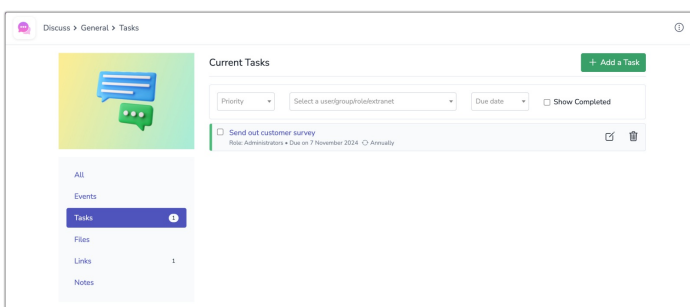 Discuss > General > Tasks
Current Tasks
+ Add a Task
Priority
Select a user/group/role/extranet
Due date
Show Completed
Send out customer survey
Role: Administrators • Due on 7 November 2024 Annually
All
Events
Tasks 1
Files
Links 1
Notes